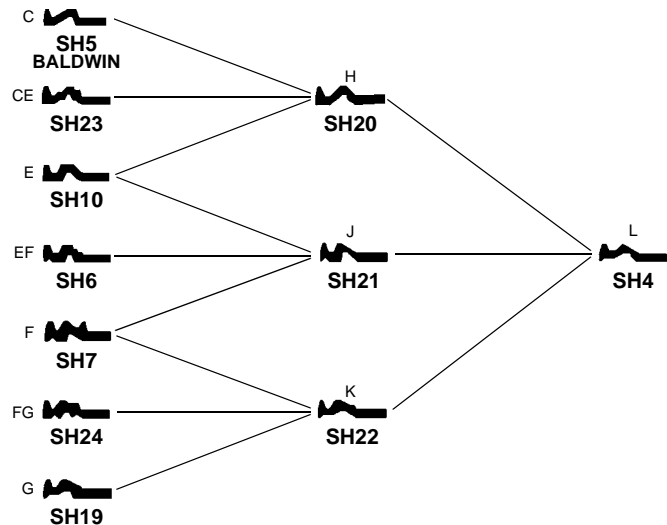 C
SH5
BALDWIN
CE
SH23
E
SH10
EF
SH6
F
SH7
FG
SH24
G
SH19
H
SH20
J
SH21
K
SH22
L
SH4